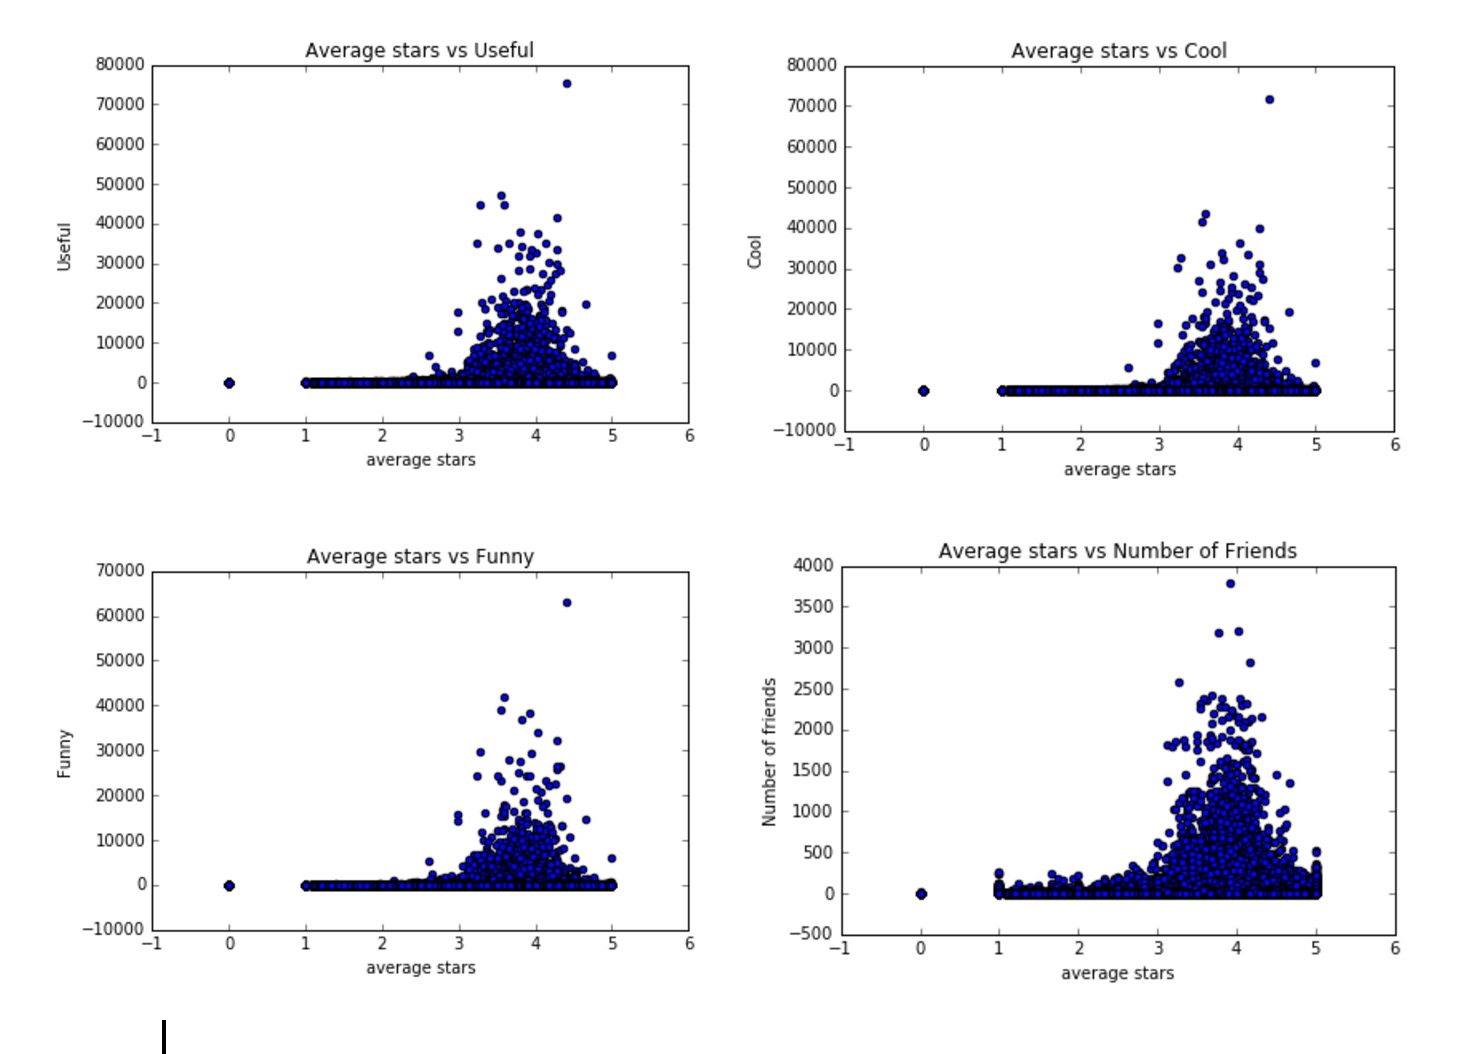 Average stars vs Useful
80000
70000
60000
50000
40000
30000
20000
10000
0
−10000
Useful
−1 0 1 2 3 4 5 6
average stars
Average stars vs Cool
80000
70000
60000
50000
40000
30000
20000
10000
0
−10000
Cool
−1 0 1 2 3 4 5 6
average stars
Average stars vs Funny
70000
60000
50000
40000
30000
20000
10000
0
−10000
Funny
−1 0 1 2 3 4 5 6
average stars
Average stars vs Number of Friends
4000
3500
3000
2500
2000
1500
1000
500
0
−500
Number of friends
−1 0 1 2 3 4 5 6
average stars